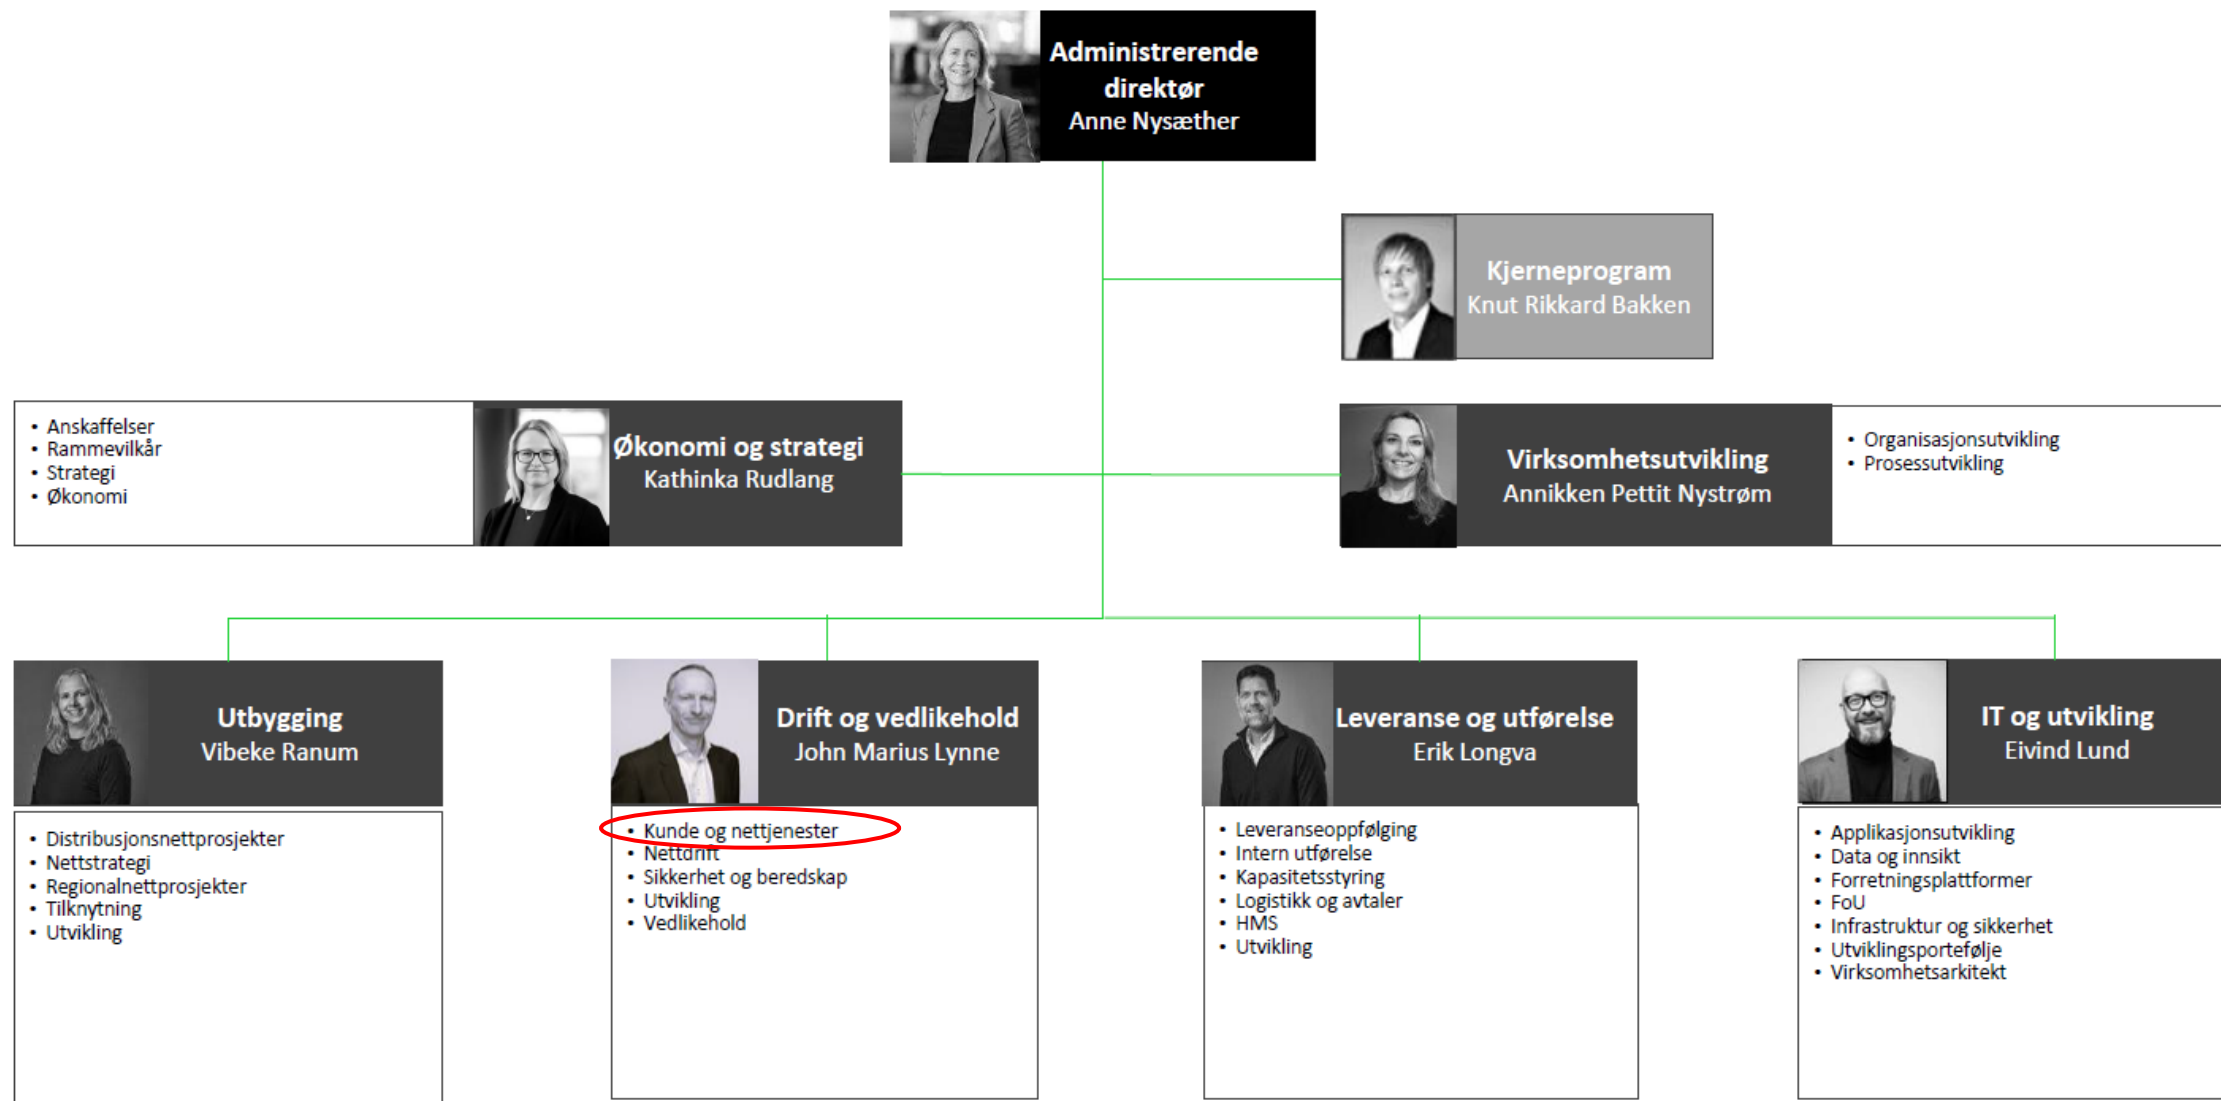 Administrerende
direktør
Anne Nysæther
Kjerneprogram
Knut Rikkard Bakken
• Anskaffelser
• Rammevilkår
• Strategi
• Økonomi
Økonomi og strategi
Kathinka Rudlang
Virksomhetsutvikling
Annikken Pettit Nystrøm
• Organisasjonsutvikling
• Prosessutvikling
Utbygging
Vibeke Ranum
• Distribusjonsnettprosjekter
• Nettstrategi
• Regionalnettprosjekter
• Tilknytning
• Utvikling
Drift og vedlikehold
John Marius Lynne
• Kunde og nettjenester
• Nettdrift
• Sikkerhet og beredskap
• Utvikling
• Vedlikehold
Leveranse og utførelse
Erik Longva
• Leveranseoppfølging
• Intern utførelse
• Kapasitetsstyring
• Logistikk og avtaler
• HMS
• Utvikling
IT og utvikling
Eivind Lund
• Applikasjonsutvikling
• Data og innsikt
• Forretningsplattformer
• FoU
• Infrastruktur og sikkerhet
• Utviklingsportefølje
• Virksomhetsarkitekt